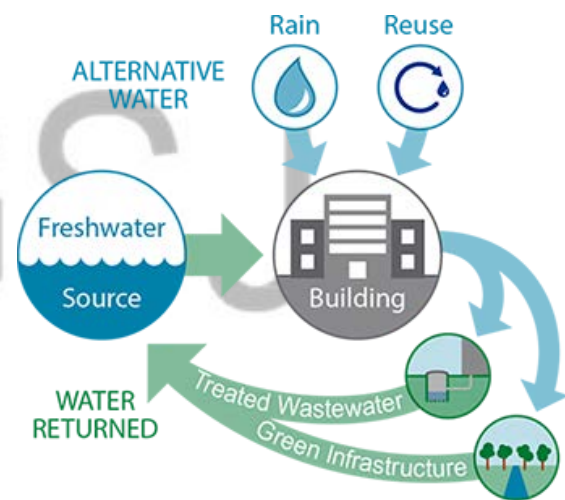 Rain
Reuse
ALTERNATIVE
WATER
Freshwater
Source
Building
Treated Wastewater
Green Infrastructure
WATER
RETURNED